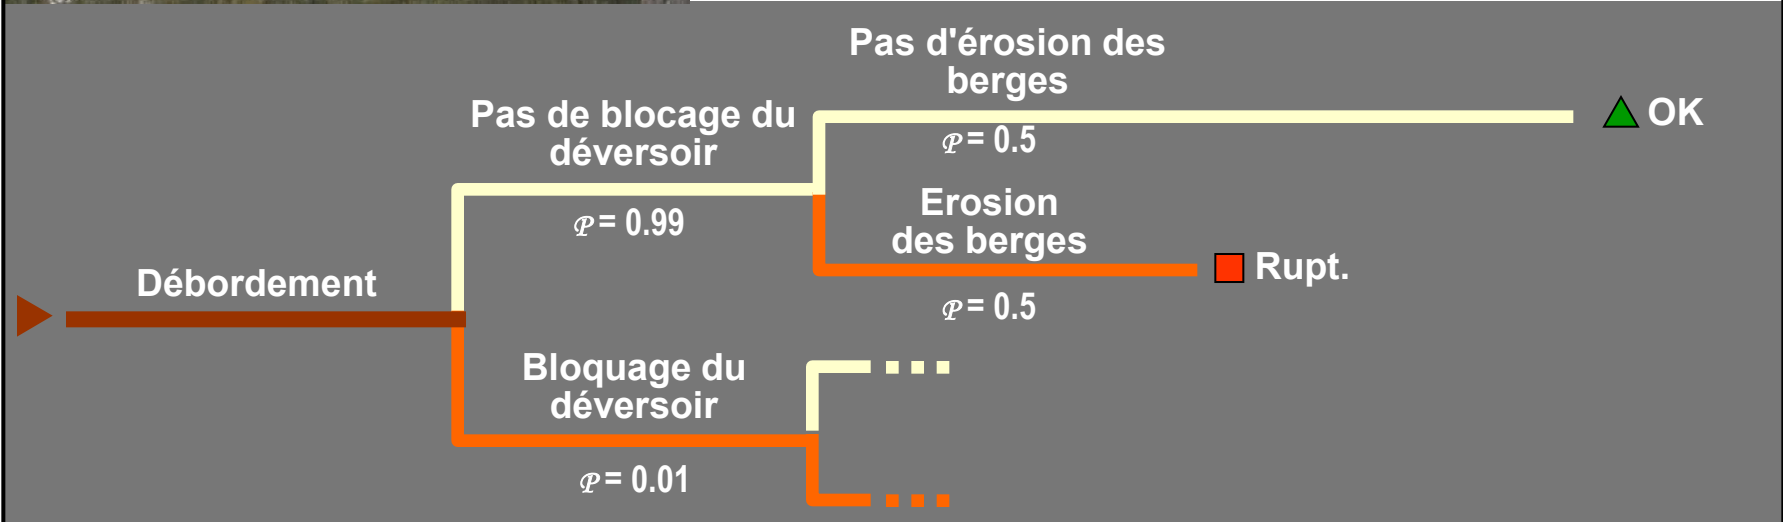 Pas d'érosion des
berges
OK
𝒫 = 0.5
Pas de blocage du
déversoir
𝒫 = 0.99
Erosion
des berges
Rupt.
𝒫 = 0.5
Débordement
Bloquage du
déversoir
𝒫 = 0.01